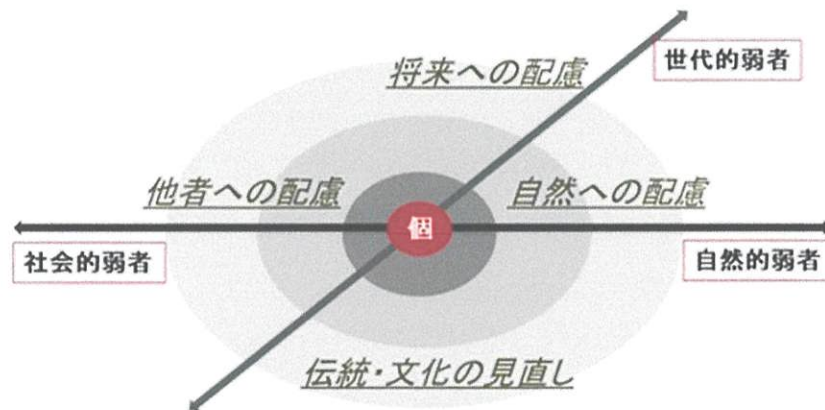 世代的弱者
将来への配慮
他者への配慮
自然への配慮
個
社会的弱者
自然的弱者
伝統・文化の見直し